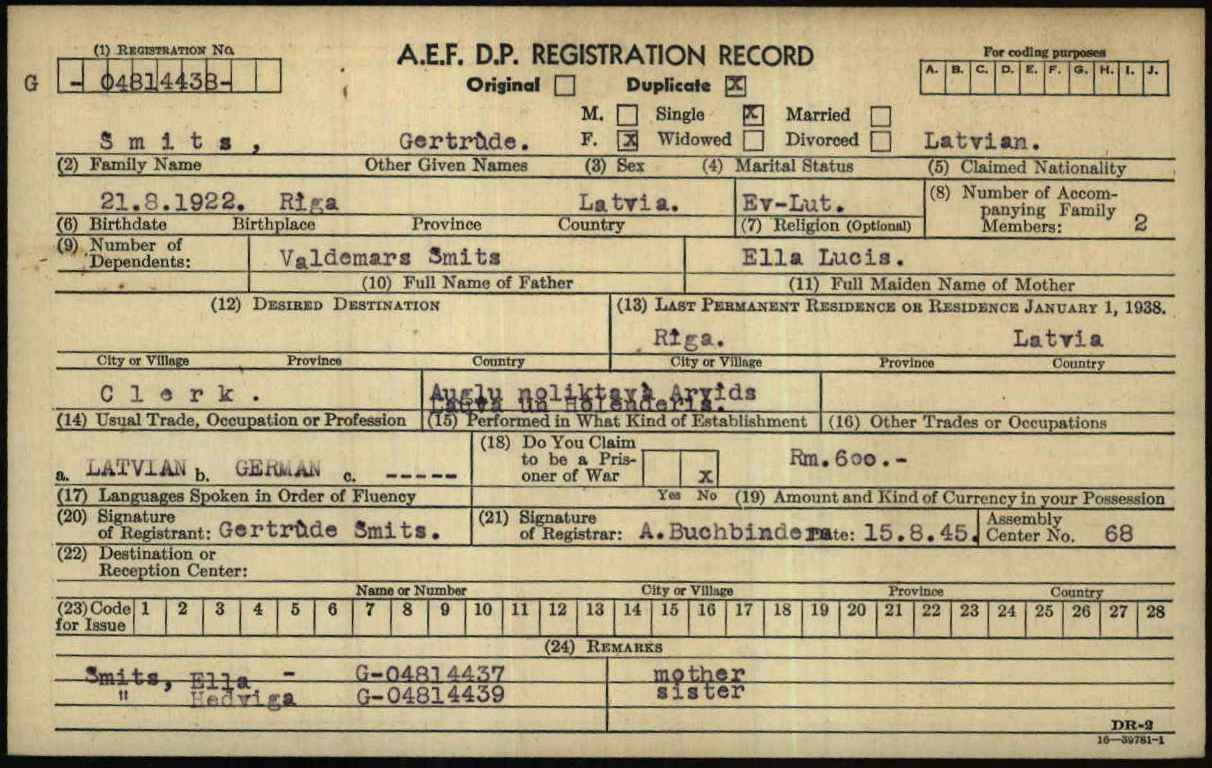 (1) REGISTRATION NO.
G - 04814438-
A.E.F. D.P. REGISTRATION RECORD
Original Duplicate X
For coding purposes
A. B. C. D. E. F. G. H. I. J.
M. Single X Married
Smits, Gertrùde. F. X Widowed Divorced Latvian.
(2) Family Name Other Given Names (3) Sex (4) Marital Status (5) Claimed Nationality
21.8.1922. Riga Latvia. Ev-Lut. (8) Number of Accompanying Family Members: 2
(6) Birthdate Birthplace Province Country (7) Religion (Optional)
(9) Number of Dependents: Valdemars Smits Ella Lucis.
(10) Full Name of Father (11) Full Maiden Name of Mother
(12) DESIRED DESTINATION (13) LAST PERMANENT RESIDENCE OR RESIDENCE JANUARY 1, 1938.
Riga. Latvia
City or Village Province Country City or Village Province Country
Clerk. Augļu noliktavà Arvids
un Holenderis.
(14) Usual Trade, Occupation or Profession (15) Performed in What Kind of Establishment (16) Other Trades or Occupations
a. LATVIAN b. GERMAN c. ----- (18) Do You Claim to be a Prisoner of War X Rm.600.-
(17) Languages Spoken in Order of Fluency Yes No (19) Amount and Kind of Currency in your Possession
(20) Signature of Registrant: Gertrùde Smits. (21) Signature of Registrar: A.Buchbinders Date: 15.8.45. Assembly Center No. 68
(22) Destination or Reception Center:
Name or Number City or Village Province Country
(23) Code for Issue 1 2 3 4 5 6 7 8 9 10 11 12 13 14 15 16 17 18 19 20 21 22 23 24 25 26 27 28
(24) REMARKS
Smits, Ella - G-04814437 mother
" Hedviga G-04814439 sister
DR-2
16—39781-1